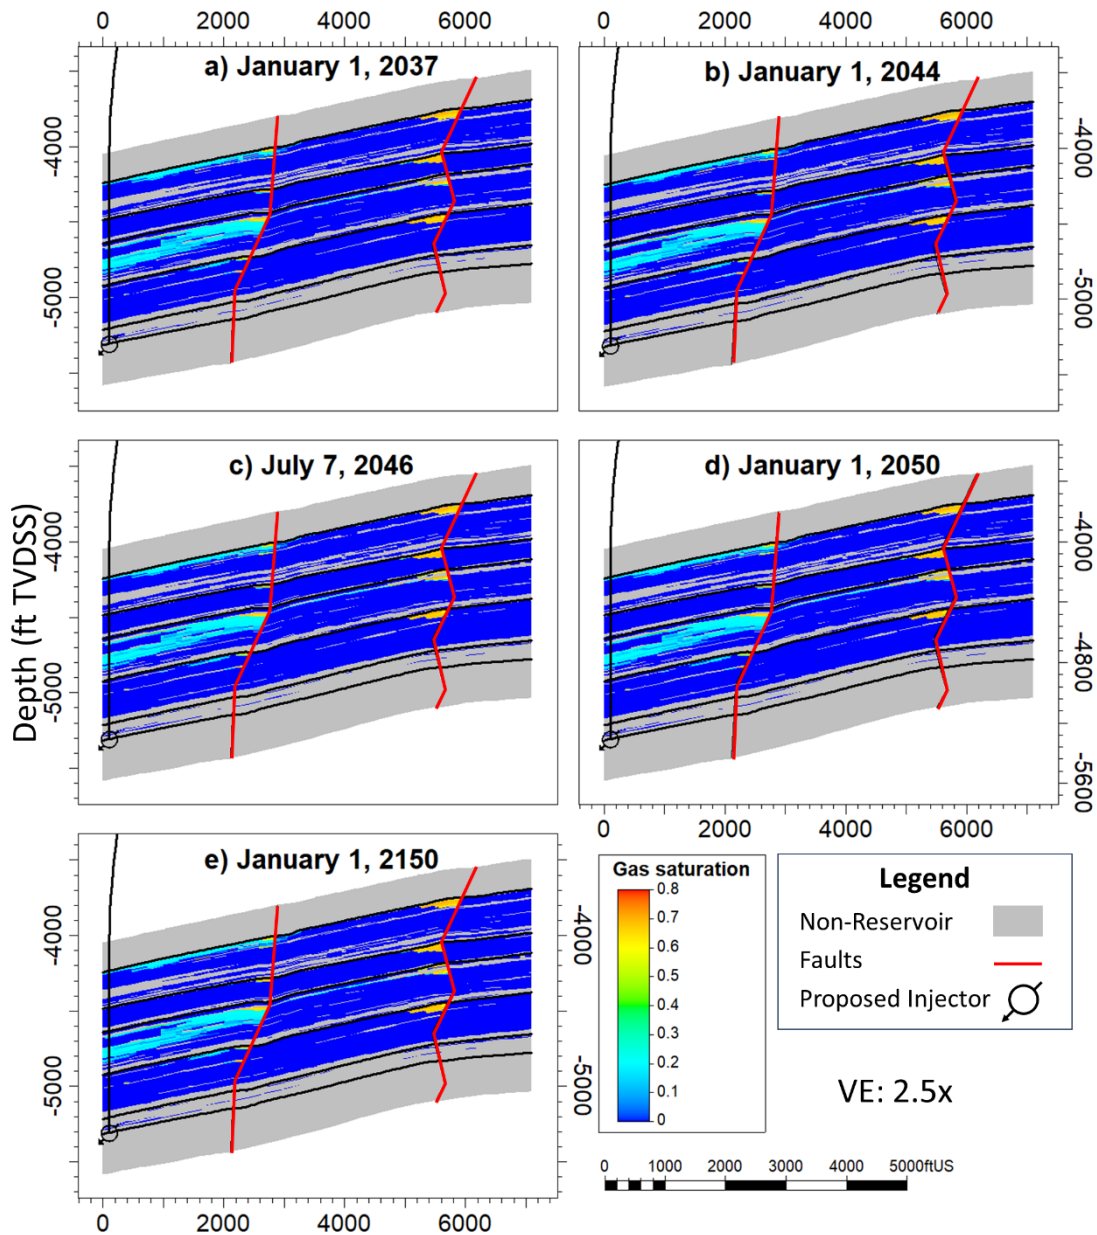 0 2000 4000 6000
0 2000 4000 6000
a) January 1, 2037
b) January 1, 2044
-4000
-5000
-4000
-5000
c) July 7, 2046
d) January 1, 2050
Depth (ft TVDSS)
-4000
-5000
-4000
-4800
-5600
0 2000 4000 6000
e) January 1, 2150
-4000
-5000
-4000
-5000
0 2000 4000 6000
Gas saturation
0.8
0.7
0.6
0.5
0.4
0.3
0.2
0.1
0
Legend
Non-Reservoir
Faults
Proposed Injector
VE: 2.5x
0 1000 2000 3000 4000 5000ftUS